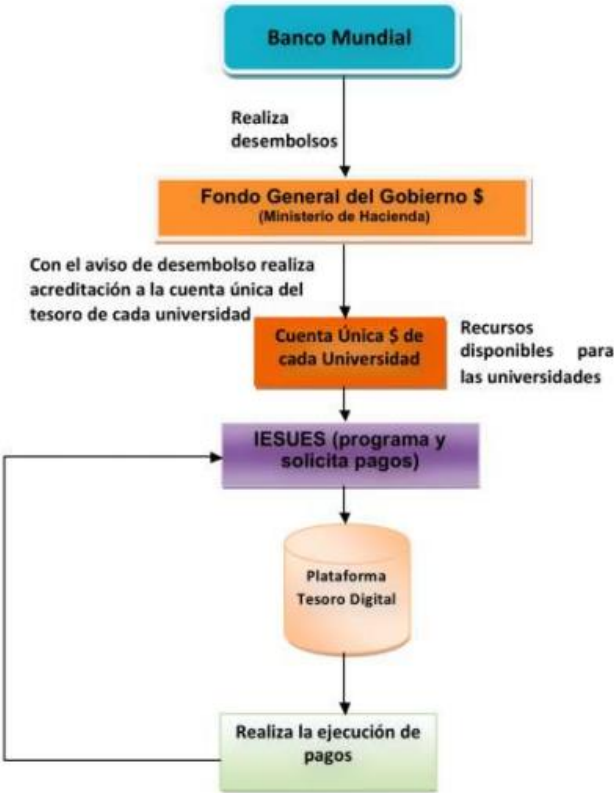 Banco Mundial
Realiza
desembolsos
Fondo General del Gobierno $
(Ministerio de Hacienda)
Con el aviso de desembolso realiza
acreditación a la cuenta única del
tesoro de cada universidad
Cuenta Única $ de
cada Universidad
Recursos
disponibles para
las universidades
IESUES (programa y
solicita pagos)
Plataforma
Tesoro Digital
Realiza la ejecución de
pagos